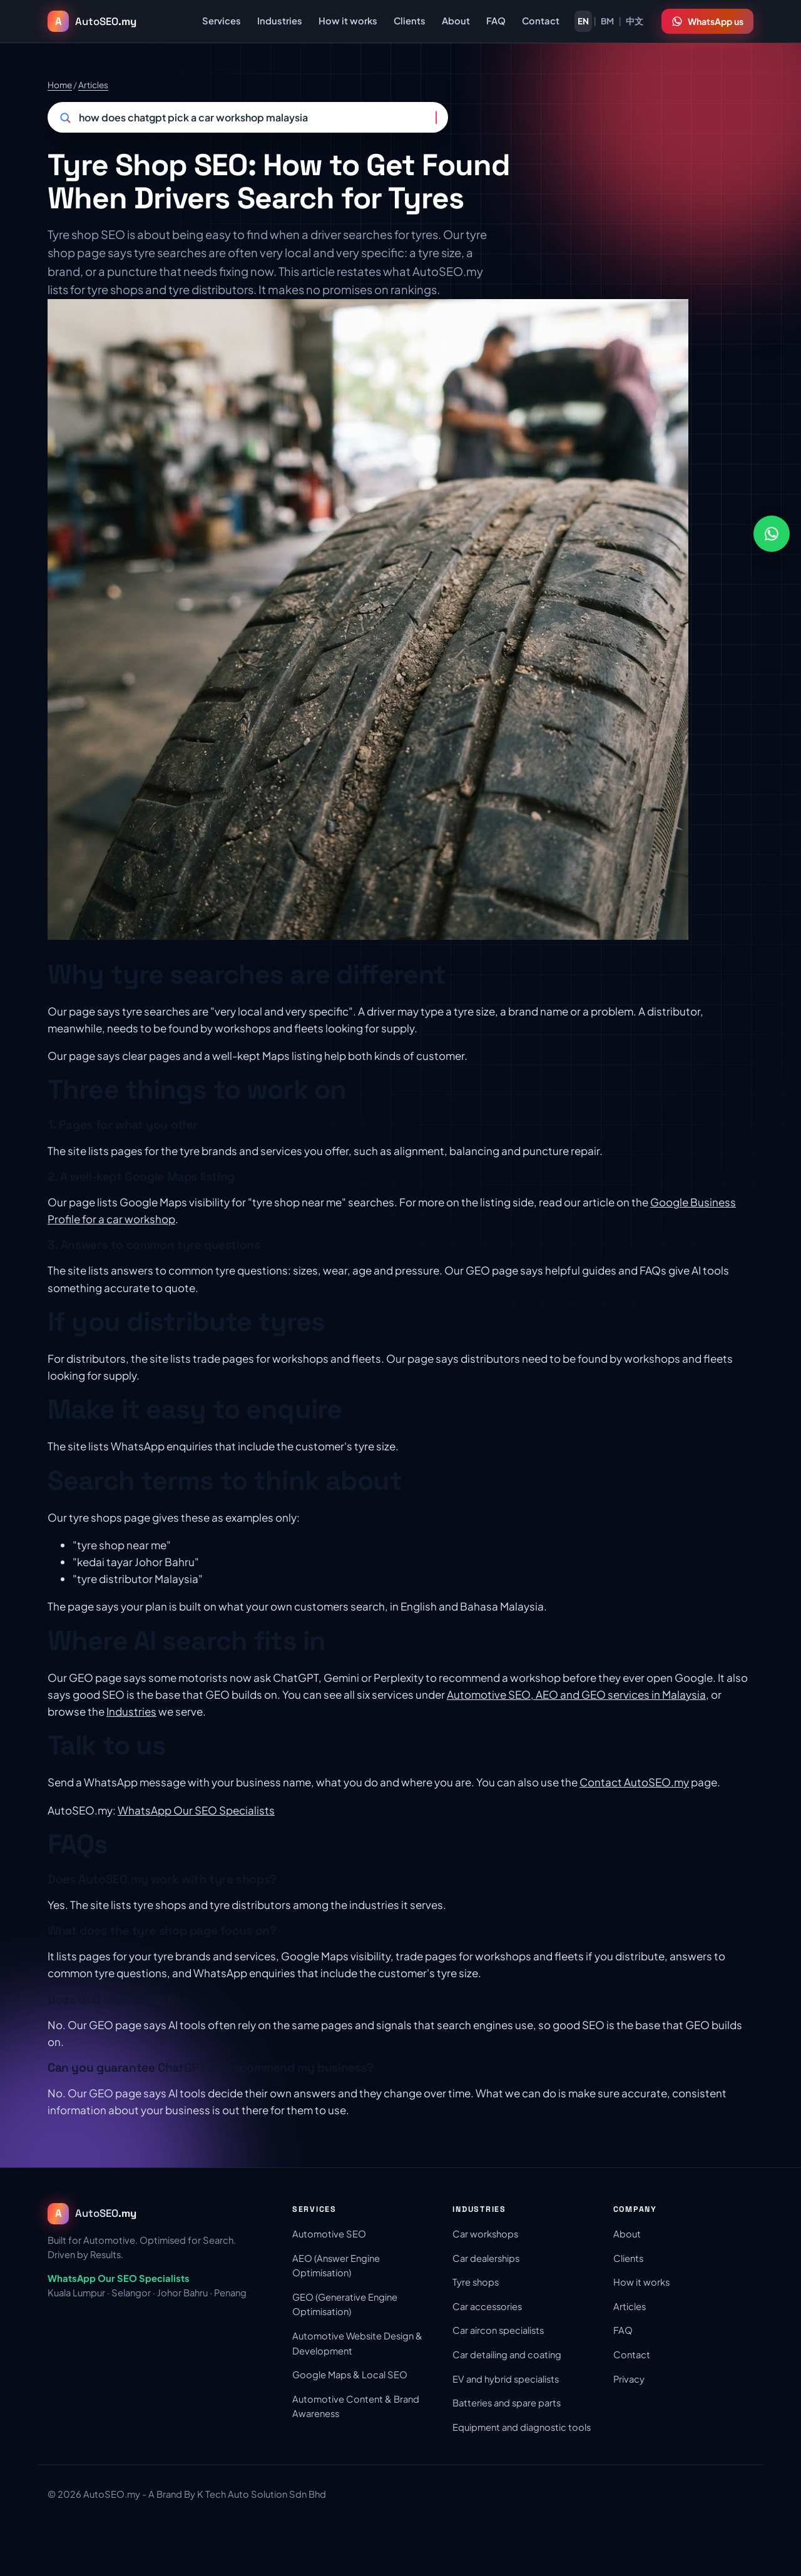 A AutoSEO.my Services Industries How it works Clients About FAQ Contact EN | BM | 中文 WhatsApp us
Home / Articles
how does chatgpt pick a car workshop malaysia
Tyre Shop SEO: How to Get Found
When Drivers Search for Tyres
Tyre shop SEO is about being easy to find when a driver searches for tyres. Our tyre
shop page says tyre searches are often very local and very specific: a tyre size, a
brand, or a puncture that needs fixing now. This article restates what AutoSEO.my
lists for tyre shops and tyre distributors. It makes no promises on rankings.
Why tyre searches are different
Our page says tyre searches are "very local and very specific". A driver may type a tyre size, a brand name or a problem. A distributor,
meanwhile, needs to be found by workshops and fleets looking for supply.
Our page says clear pages and a well-kept Maps listing help both kinds of customer.
Three things to work on
1. Pages for what you offer
The site lists pages for the tyre brands and services you offer, such as alignment, balancing and puncture repair.
2. A well-kept Google Maps listing
Our page lists Google Maps visibility for "tyre shop near me" searches. For more on the listing side, read our article on the Google Business
Profile for a car workshop.
3. Answers to common tyre questions
The site lists answers to common tyre questions: sizes, wear, age and pressure. Our GEO page says helpful guides and FAQs give AI tools
something accurate to quote.
If you distribute tyres
For distributors, the site lists trade pages for workshops and fleets. Our page says distributors need to be found by workshops and fleets
looking for supply.
Make it easy to enquire
The site lists WhatsApp enquiries that include the customer's tyre size.
Search terms to think about
Our tyre shops page gives these as examples only:
• "tyre shop near me"
• "kedai tayar Johor Bahru"
• "tyre distributor Malaysia"
The page says your plan is built on what your own customers search, in English and Bahasa Malaysia.
Where AI search fits in
Our GEO page says some motorists now ask ChatGPT, Gemini or Perplexity to recommend a workshop before they ever open Google. It also
says good SEO is the base that GEO builds on. You can see all six services under Automotive SEO, AEO and GEO services in Malaysia, or
browse the Industries we serve.
Talk to us
Send a WhatsApp message with your business name, what you do and where you are. You can also use the Contact AutoSEO.my page.
AutoSEO.my: WhatsApp Our SEO Specialists
FAQs
Does AutoSEO.my work with tyre shops?
Yes. The site lists tyre shops and tyre distributors among the industries it serves.
What does the tyre shop page focus on?
It lists pages for your tyre brands and services, Google Maps visibility, trade pages for workshops and fleets if you distribute, answers to
common tyre questions, and WhatsApp enquiries that include the customer's tyre size.
No. Our GEO page says AI tools often rely on the same pages and signals that search engines use, so good SEO is the base that GEO builds
on.
Can you guarantee ChatGPT will recommend my business?
No. Our GEO page says AI tools decide their own answers and they change over time. What we can do is make sure accurate, consistent
information about your business is out there for them to use.
A AutoSEO.my
Built for Automotive. Optimised for Search.
Driven by Results.
WhatsApp Our SEO Specialists
Kuala Lumpur · Selangor · Johor Bahru · Penang
SERVICES
Automotive SEO
AEO (Answer Engine
Optimisation)
GEO (Generative Engine
Optimisation)
Automotive Website Design &
Development
Google Maps & Local SEO
Automotive Content & Brand
Awareness
INDUSTRIES
Car workshops
Car dealerships
Tyre shops
Car accessories
Car aircon specialists
Car detailing and coating
EV and hybrid specialists
Batteries and spare parts
Equipment and diagnostic tools
COMPANY
About
Clients
How it works
Articles
FAQ
Contact
Privacy
© 2026 AutoSEO.my - A Brand By K Tech Auto Solution Sdn Bhd